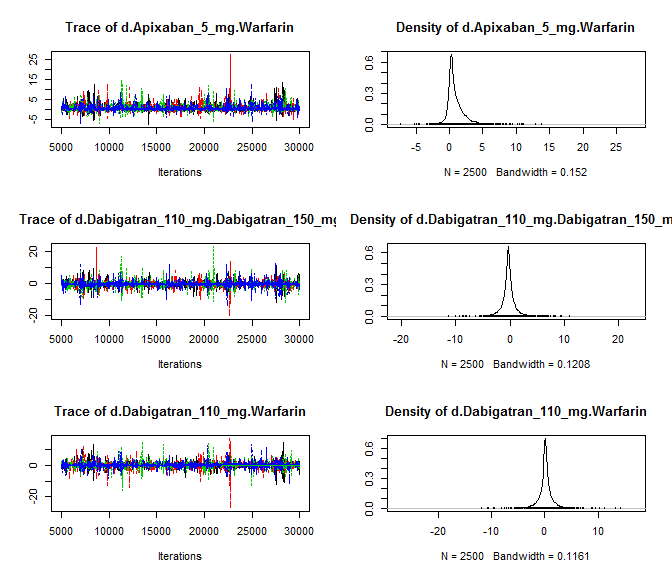 Trace of d.Apixaban_5_mg.Warfarin
25
15
5
-5
5000 10000 15000 20000 25000 30000
Iterations
Density of d.Apixaban_5_mg.Warfarin
0.6
0.3
0.0
-5 0 5 10 15 20 25
N = 2500 Bandwidth = 0.152
Trace of d.Dabigatran_110_mg.Dabigatran_150_mg
20
0
-20
5000 10000 15000 20000 25000 30000
Iterations
Density of d.Dabigatran_110_mg.Dabigatran_150_m
0.6
0.3
0.0
-20 -10 0 10 20
N = 2500 Bandwidth = 0.1208
Trace of d.Dabigatran_110_mg.Warfarin
0
-20
5000 10000 15000 20000 25000 30000
Iterations
Density of d.Dabigatran_110_mg.Warfarin
0.6
0.3
0.0
-20 -10 0 10
N = 2500 Bandwidth = 0.1161